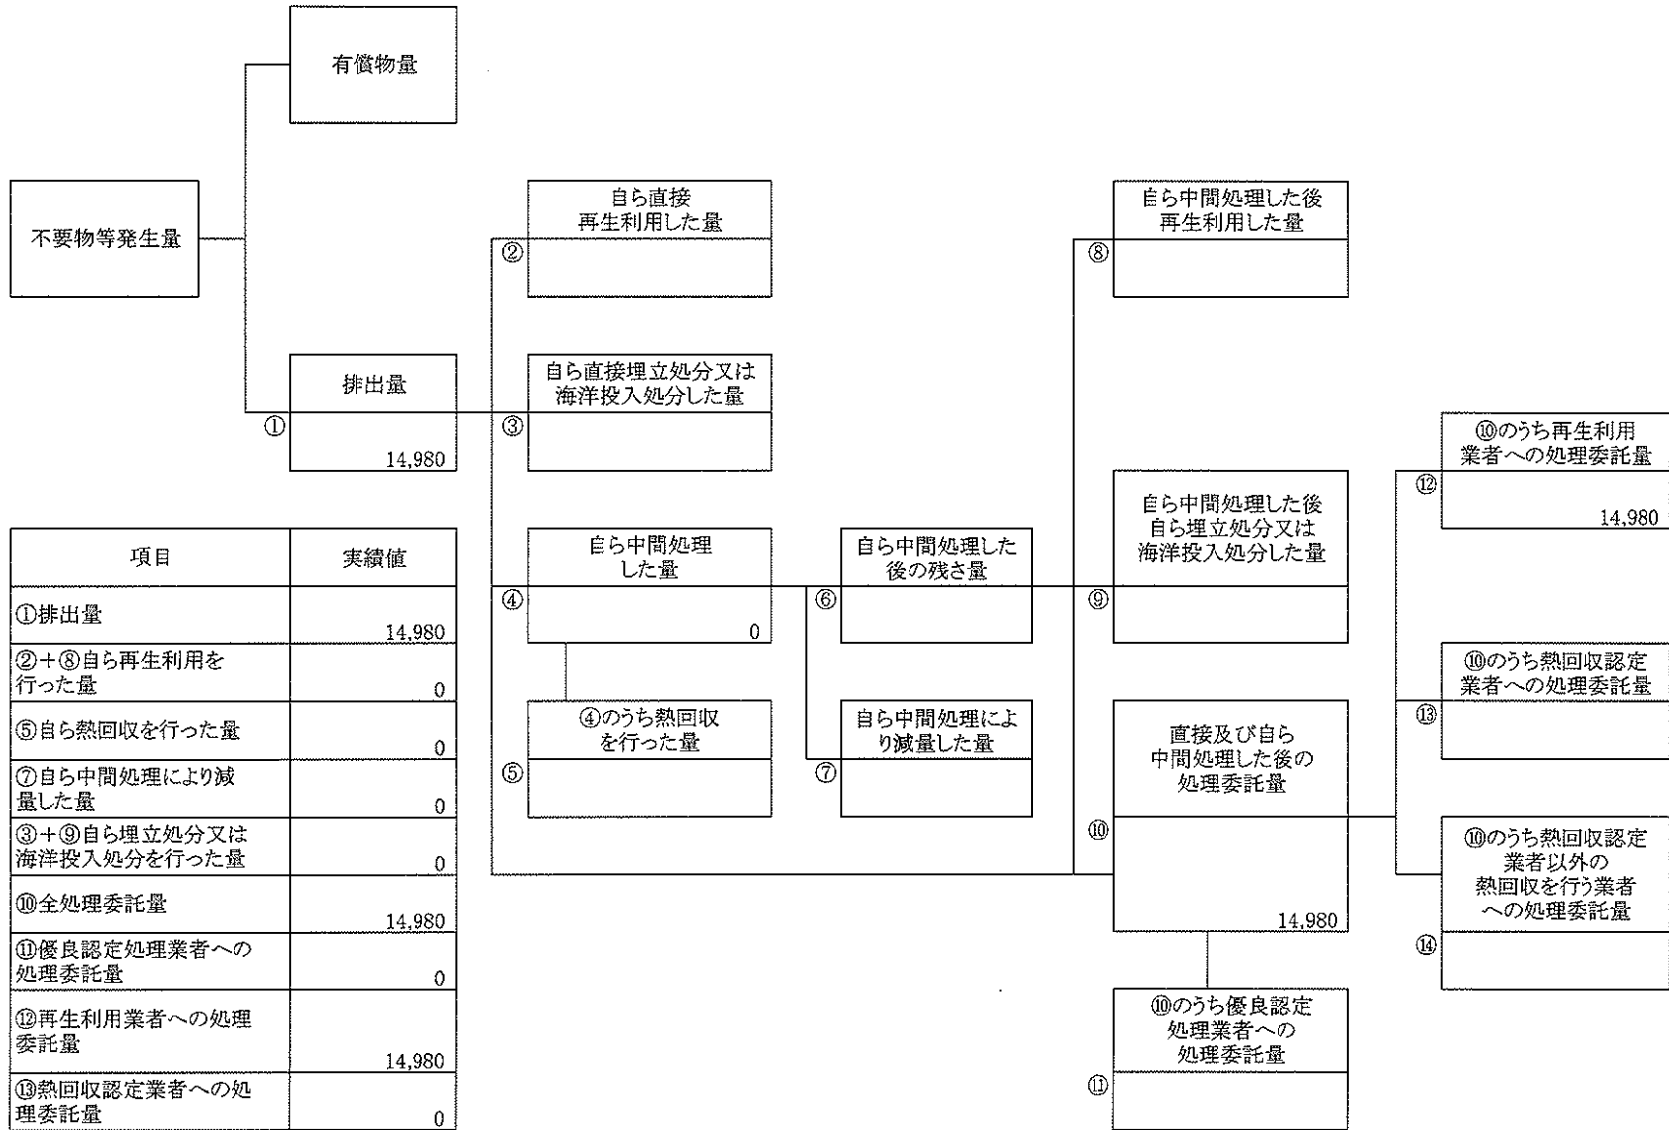 有償物量
不要物等発生量
自ら直接
再生利用した量
②
自ら中間処理した後
再生利用した量
⑧
排出量
①
14,980
自ら直接埋立処分又は
海洋投入処分した量
③
⑩のうち再生利用
業者への処理委託量
⑫
14,980
自ら中間処理した後
自ら埋立処分又は
海洋投入処分した量
⑨
自ら中間処理
した量
④
0
自ら中間処理した
後の残さ量
⑥
⑩のうち熱回収認定
業者への処理委託量
⑬
④のうち熱回収
を行った量
⑤
自ら中間処理によ
り減量した量
⑦
直接及び自ら
中間処理した後の
処理委託量
⑩
14,980
⑩のうち熱回収認定
業者以外の
熱回収を行う業者
への処理委託量
⑭
⑩のうち優良認定
処理業者への
処理委託量
⑪
項目 実績値
①排出量
14,980
②+⑧自ら再生利用を
行った量 0
⑤自ら熱回収を行った量
0
⑦自ら中間処理により減
量した量 0
③+⑨自ら埋立処分又は
海洋投入処分を行った量 0
⑩全処理委託量
14,980
⑪優良認定処理業者への
処理委託量 0
⑫再生利用業者への処理
委託量
14,980
⑬熱回収認定業者への処
理委託量 0